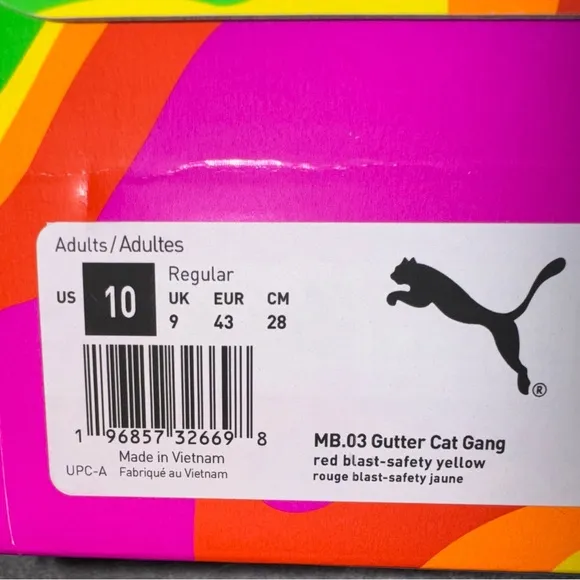 Adults/Adultes
Regular
US 10 UK EUR CM
9 43 28
1 96857 32669 8
Made in Vietnam
UPC-A Fabriqué au Vietnam
®
MB.03 Gutter Cat Gang
red blast-safety yellow
rouge blast-safety jaune